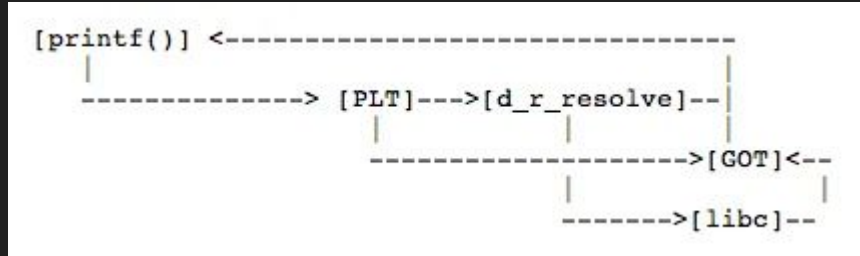 [printf()] <--------------------------------
| |
--------------> [PLT]--->[d_r_resolve]--|
| | |
-------------------->[GOT]<--
| |
------->[libc]--